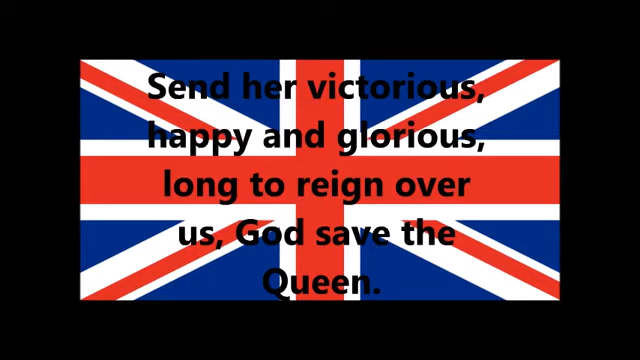 Send her victorious,
happy and glorious,
long to reign over
us, God save the
Queen.